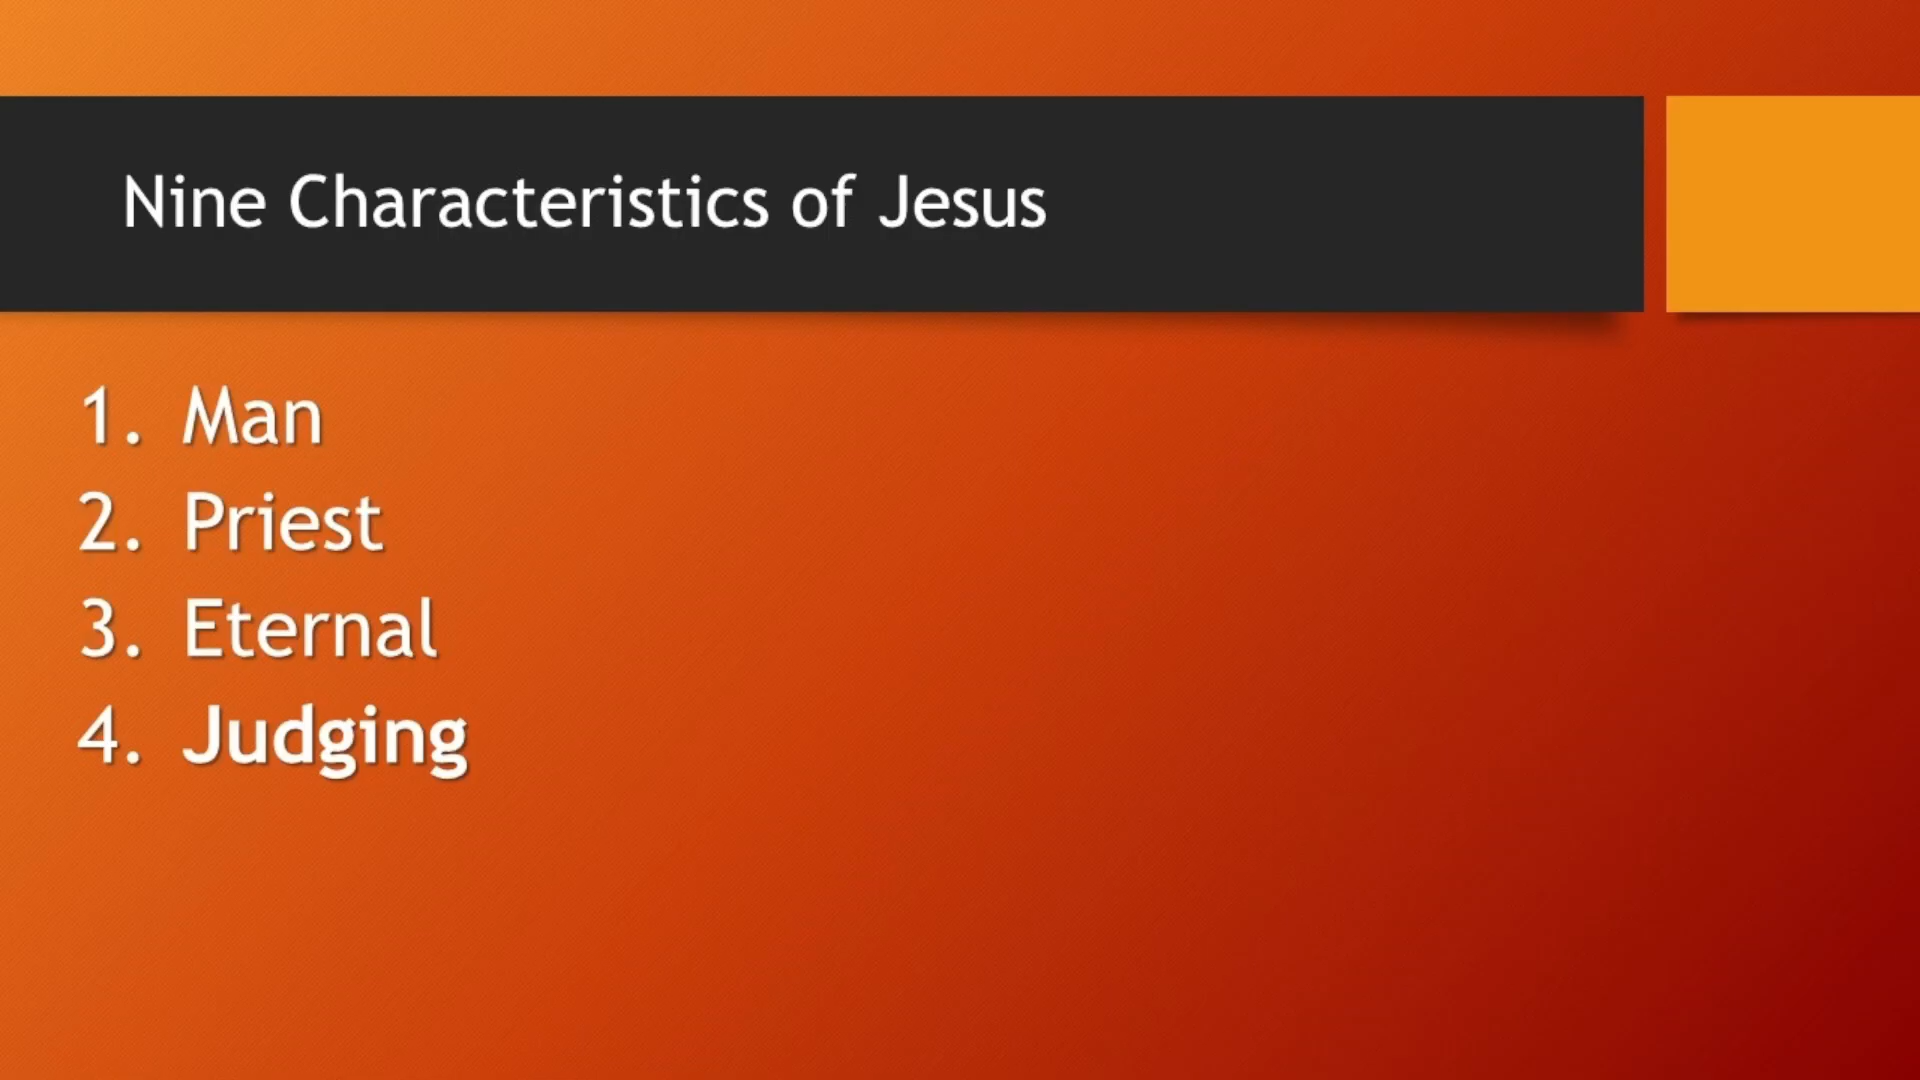 Nine Characteristics of Jesus
1. Man
2. Priest
3. Eternal
4. Judging